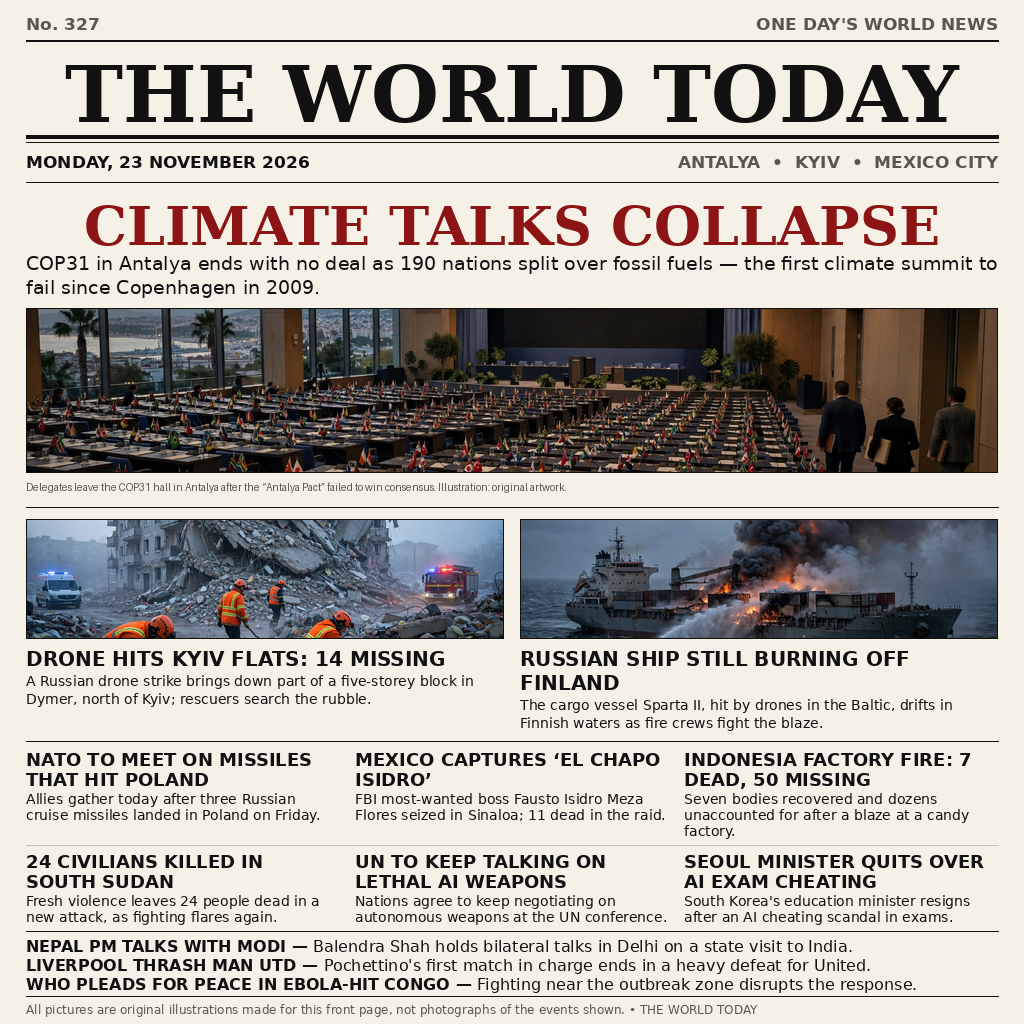 No. 327
ONE DAY'S WORLD NEWS
THE WORLD TODAY
MONDAY, 23 NOVEMBER 2026
ANTALYA • KYIV • MEXICO CITY
CLIMATE TALKS COLLAPSE
COP31 in Antalya ends with no deal as 190 nations split over fossil fuels — the first climate summit to
fail since Copenhagen in 2009.
Delegates leave the COP31 hall in Antalya after the “Antalya Pact” failed to win consensus. Illustration: original artwork.
DRONE HITS KYIV FLATS: 14 MISSING
A Russian drone strike brings down part of a five-storey block in
Dymer, north of Kyiv; rescuers search the rubble.
RUSSIAN SHIP STILL BURNING OFF
FINLAND
The cargo vessel Sparta II, hit by drones in the Baltic, drifts in
Finnish waters as fire crews fight the blaze.
NATO TO MEET ON MISSILES
THAT HIT POLAND
Allies gather today after three Russian
cruise missiles landed in Poland on Friday.
MEXICO CAPTURES ‘EL CHAPO
ISIDRO’
FBI most-wanted boss Fausto Isidro Meza
Flores seized in Sinaloa; 11 dead in the raid.
INDONESIA FACTORY FIRE: 7
DEAD, 50 MISSING
Seven bodies recovered and dozens
unaccounted for after a blaze at a candy
factory.
24 CIVILIANS KILLED IN
SOUTH SUDAN
Fresh violence leaves 24 people dead in a
new attack, as fighting flares again.
UN TO KEEP TALKING ON
LETHAL AI WEAPONS
Nations agree to keep negotiating on
autonomous weapons at the UN conference.
SEOUL MINISTER QUITS OVER
AI EXAM CHEATING
South Korea's education minister resigns
after an AI cheating scandal in exams.
NEPAL PM TALKS WITH MODI — Balendra Shah holds bilateral talks in Delhi on a state visit to India.
LIVERPOOL THRASH MAN UTD — Pochettino's first match in charge ends in a heavy defeat for United.
WHO PLEADS FOR PEACE IN EBOLA-HIT CONGO — Fighting near the outbreak zone disrupts the response.
All pictures are original illustrations made for this front page, not photographs of the events shown. • THE WORLD TODAY